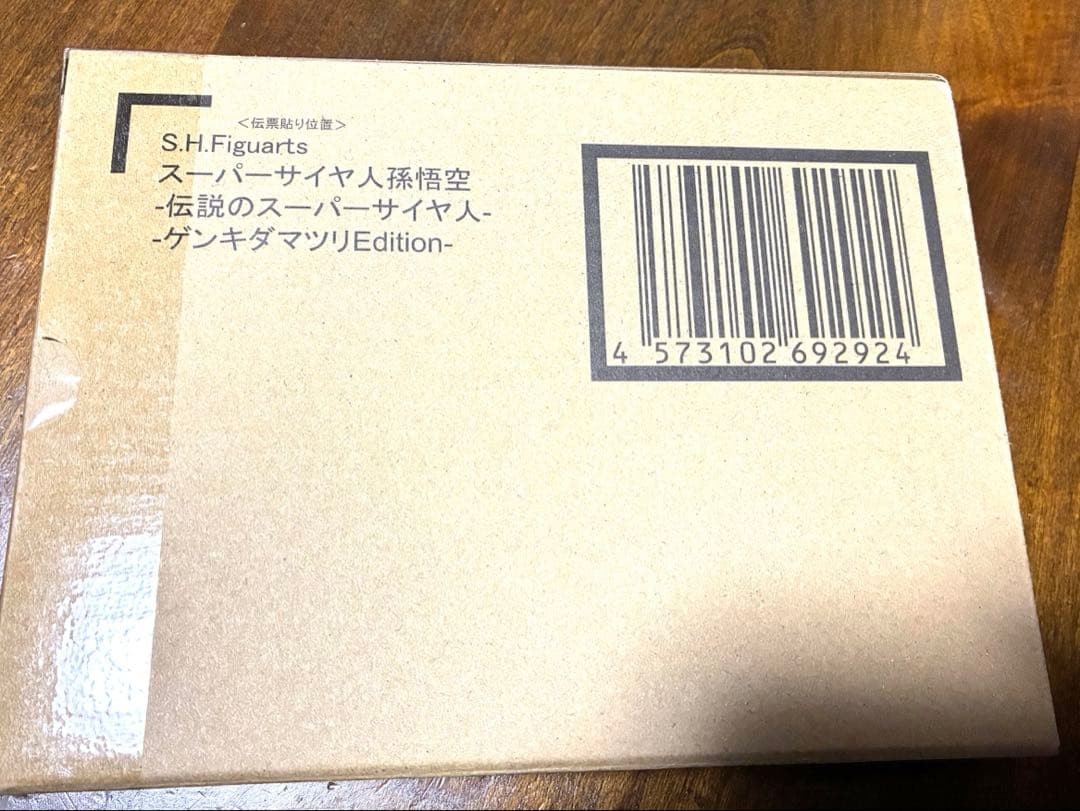 ＜伝票貼り位置＞
S.H.Figuarts
スーパーサイヤ人孫悟空
-伝説のスーパーサイヤ人-
-ゲンキダマツリEdition-
4 573102 692924